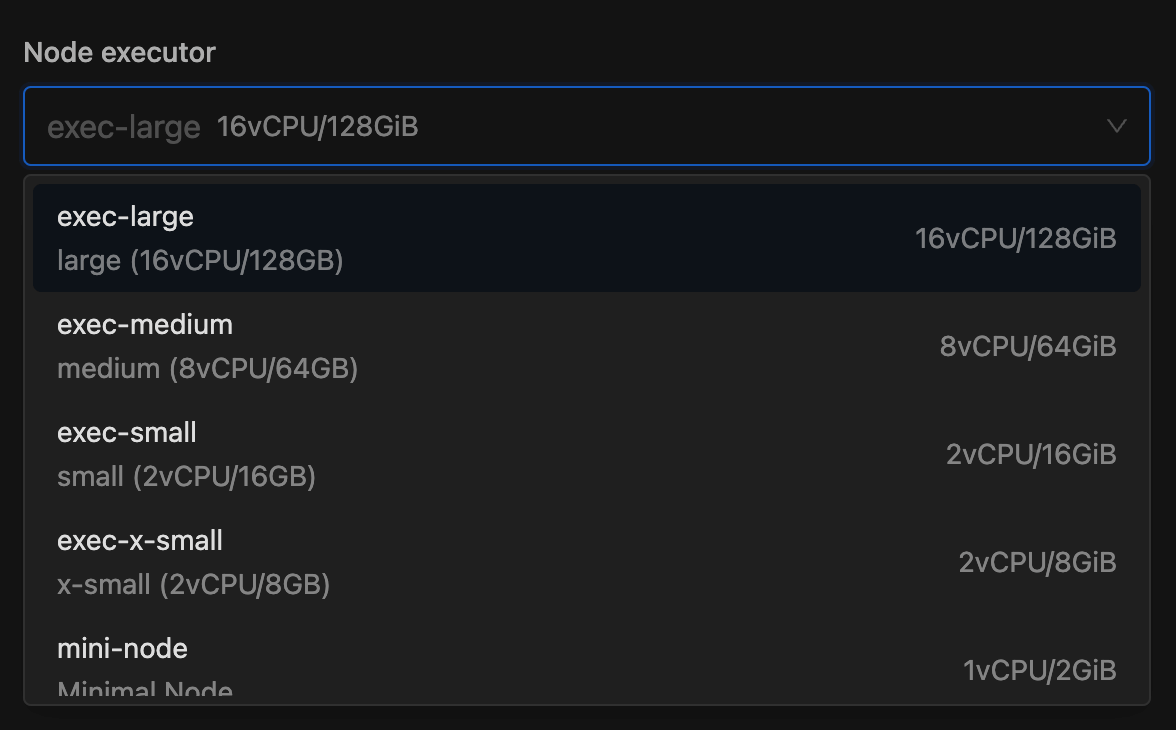 Node executor
exec-large 16vCPU/128GiB
exec-large
large (16vCPU/128GB)
16vCPU/128GiB
exec-medium
medium (8vCPU/64GB)
8vCPU/64GiB
exec-small
small (2vCPU/16GB)
2vCPU/16GiB
exec-x-small
x-small (2vCPU/8GB)
2vCPU/8GiB
mini-node
Minimal Node
1vCPU/2GiB